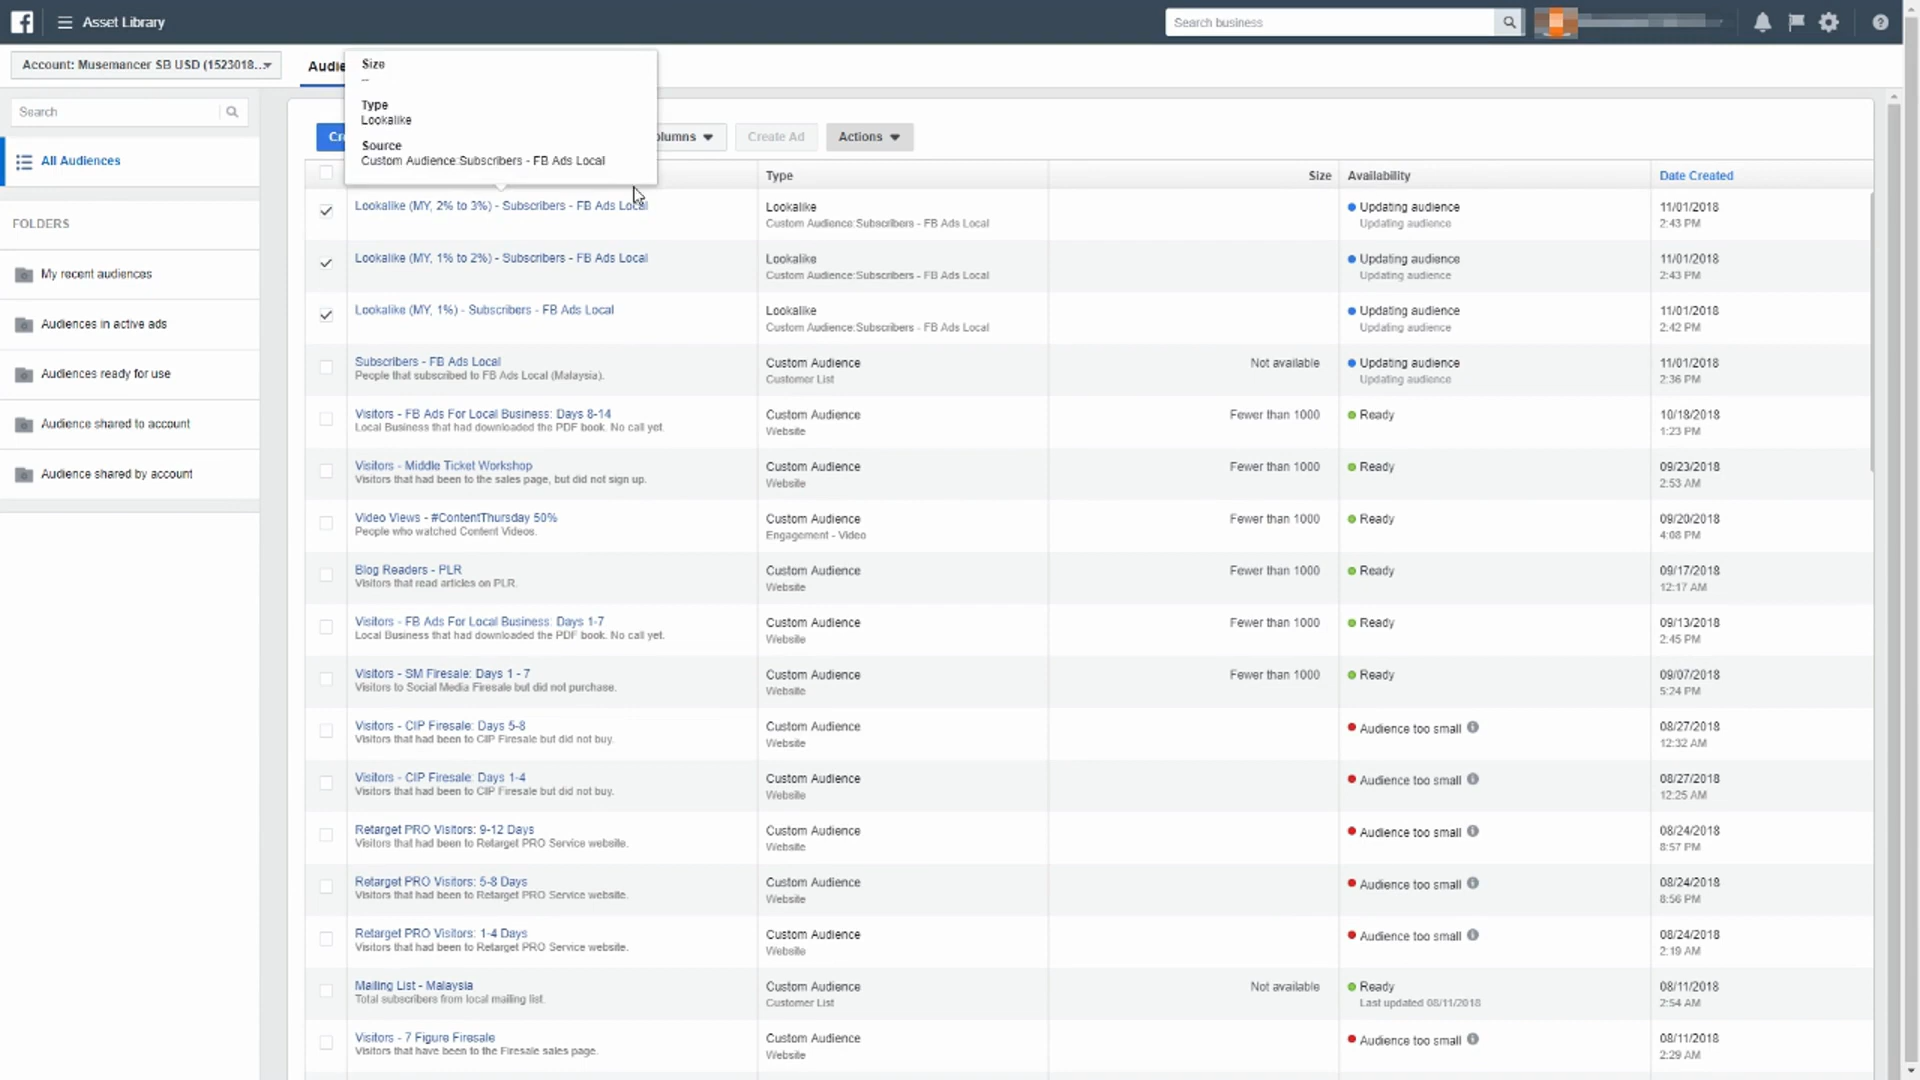 Asset Library
Search business
Account: Musemancer SB USD (1523018...
Audie
Size
--
Type
Lookalike
Source
Custom Audience:Subscribers - FB Ads Local
Search
All Audiences
FOLDERS
My recent audiences
Audiences in active ads
Audiences ready for use
Audience shared to account
Audience shared by account
Cre
olumns
Create Ad
Actions
Type
Size
Availability
Date Created
Lookalike (MY, 2% to 3%) - Subscribers - FB Ads Local
Lookalike
Custom Audience:Subscribers - FB Ads Local
Updating audience
Updating audience
11/01/2018
2:43 PM
Lookalike (MY, 1% to 2%) - Subscribers - FB Ads Local
Lookalike
Custom Audience:Subscribers - FB Ads Local
Updating audience
Updating audience
11/01/2018
2:43 PM
Lookalike (MY, 1%) - Subscribers - FB Ads Local
Lookalike
Custom Audience:Subscribers - FB Ads Local
Updating audience
Updating audience
11/01/2018
2:42 PM
Subscribers - FB Ads Local
People that subscribed to FB Ads Local (Malaysia).
Custom Audience
Customer List
Not available
Updating audience
Updating audience
11/01/2018
2:36 PM
Visitors - FB Ads For Local Business: Days 8-14
Local Business that had downloaded the PDF book. No call yet.
Custom Audience
Website
Fewer than 1000
Ready
10/18/2018
1:23 PM
Visitors - Middle Ticket Workshop
Visitors that had been to the sales page, but did not sign up.
Custom Audience
Website
Fewer than 1000
Ready
09/23/2018
2:53 AM
Video Views - #ContentThursday 50%
People who watched Content Videos.
Custom Audience
Engagement - Video
Fewer than 1000
Ready
09/20/2018
4:08 PM
Blog Readers - PLR
Visitors that read articles on PLR.
Custom Audience
Website
Fewer than 1000
Ready
09/17/2018
12:17 AM
Visitors - FB Ads For Local Business: Days 1-7
Local Business that had downloaded the PDF book. No call yet.
Custom Audience
Website
Fewer than 1000
Ready
09/13/2018
2:45 PM
Visitors - SM Firesale: Days 1 - 7
Visitors to Social Media Firesale but did not purchase.
Custom Audience
Website
Fewer than 1000
Ready
09/07/2018
5:24 PM
Visitors - CIP Firesale: Days 5-8
Visitors that had been to CIP Firesale but did not buy.
Custom Audience
Website
Audience too small
08/27/2018
12:32 AM
Visitors - CIP Firesale: Days 1-4
Visitors that had been to CIP Firesale but did not buy.
Custom Audience
Website
Audience too small
08/27/2018
12:25 AM
Retarget PRO Visitors: 9-12 Days
Visitors that had been to Retarget PRO Service website.
Custom Audience
Website
Audience too small
08/24/2018
8:57 PM
Retarget PRO Visitors: 5-8 Days
Visitors that had been to Retarget PRO Service website.
Custom Audience
Website
Audience too small
08/24/2018
8:56 PM
Retarget PRO Visitors: 1-4 Days
Visitors that had been to Retarget PRO Service website.
Custom Audience
Website
Audience too small
08/24/2018
2:19 AM
Mailing List - Malaysia
Total subscribers from local mailing list.
Custom Audience
Customer List
Not available
Ready
Last updated 08/11/2018
08/11/2018
2:54 AM
Visitors - 7 Figure Firesale
Visitors that have been to the Firesale sales page.
Custom Audience
Website
Audience too small
08/11/2018
2:29 AM